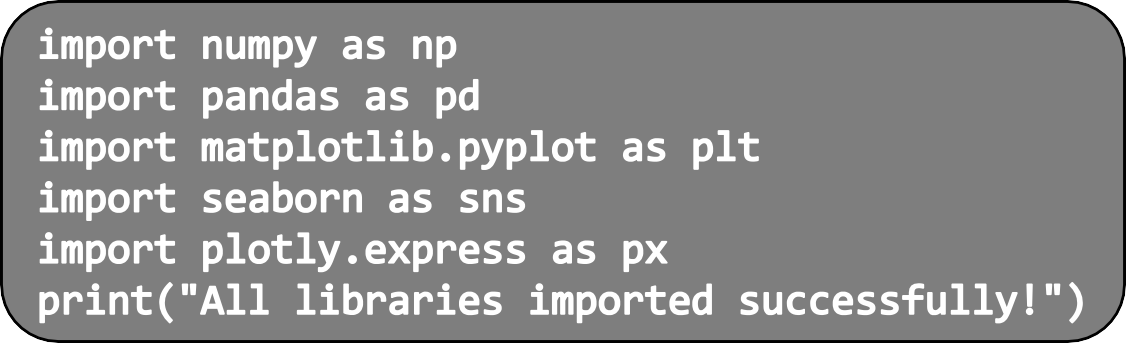 import numpy as np
import pandas as pd
import matplotlib.pyplot as plt
import seaborn as sns
import plotly.express as px
print("All libraries imported successfully!")